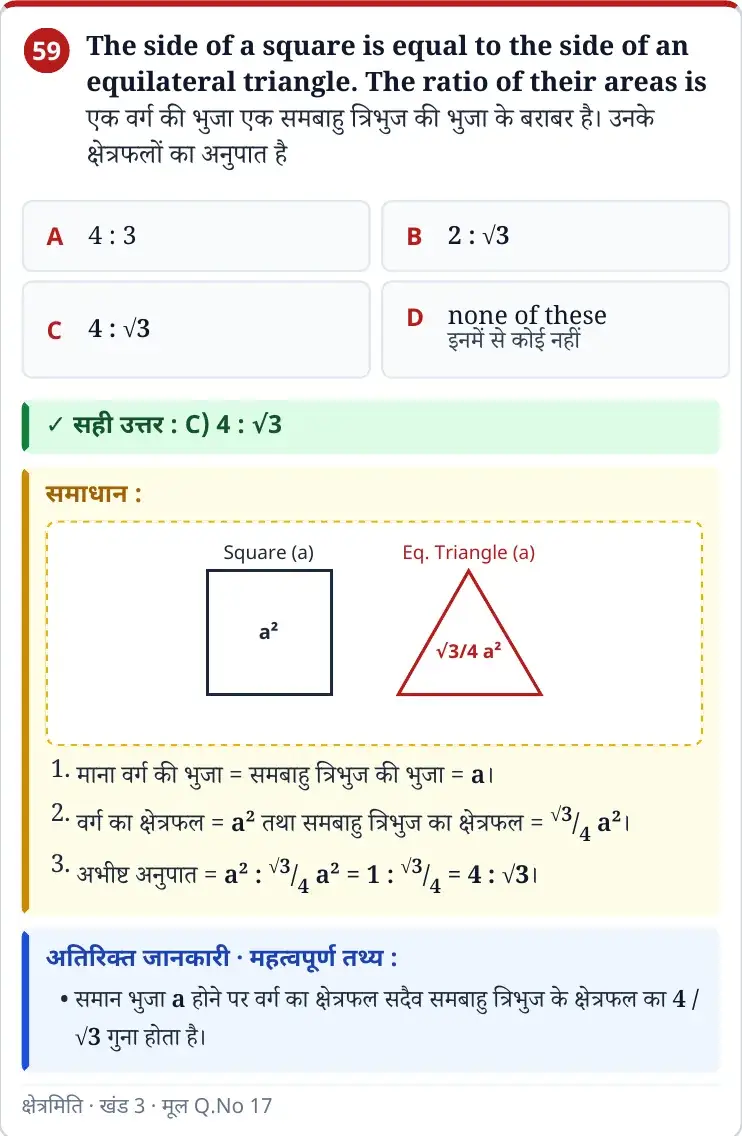 59 The side of a square is equal to the side of an
equilateral triangle. The ratio of their areas is
एक वर्ग की भुजा एक समबाहु त्रिभुज की भुजा के बराबर है। उनके
क्षेत्रफलों का अनुपात है
A 4 : 3
B 2 : √3
C 4 : √3
D none of these
इनमें से कोई नहीं
✓ सही उत्तर : C) 4 : √3
समाधान :
Square (a)
Eq. Triangle (a)
a²
√3/4 a²
1. माना वर्ग की भुजा = समबाहु त्रिभुज की भुजा = a।
2. वर्ग का क्षेत्रफल = a² तथा समबाहु त्रिभुज का क्षेत्रफल = √3/4 a²।
3. अभीष्ट अनुपात = a² : √3/4 a² = 1 : √3/4 = 4 : √3।
अतिरिक्त जानकारी · महत्वपूर्ण तथ्य :
• समान भुजा a होने पर वर्ग का क्षेत्रफल सदैव समबाहु त्रिभुज के क्षेत्रफल का 4 /
√3 गुना होता है।
क्षेत्रमिति · खंड 3 · मूल Q.No 17